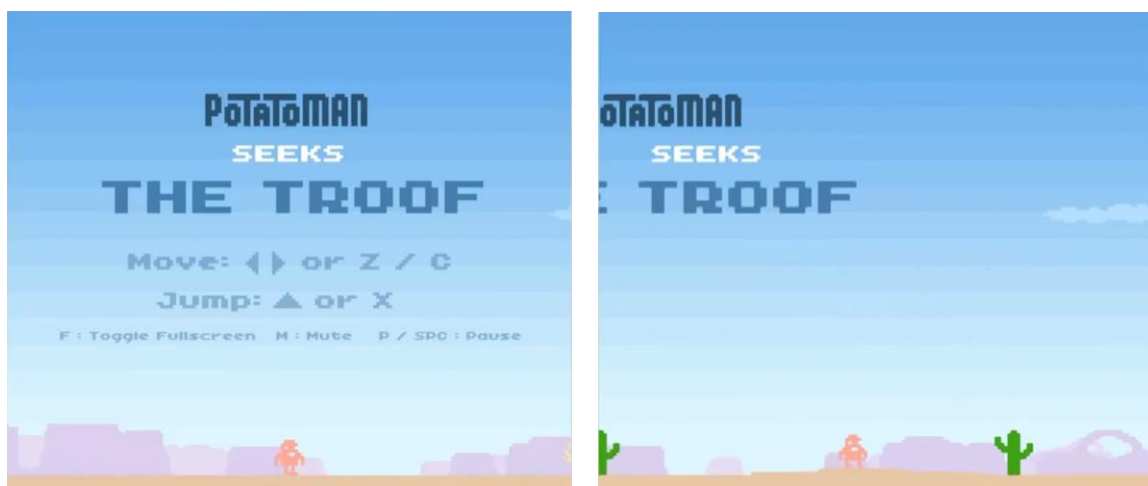 PoTaToMAN
SEEKS
THE TROOF
Move: ◀ ▶ or Z / C
Jump: ▲ or X
F : Toggle Fullscreen M : Mute P / SPC : Pause
oTaToMAN
SEEKS
E TROOF